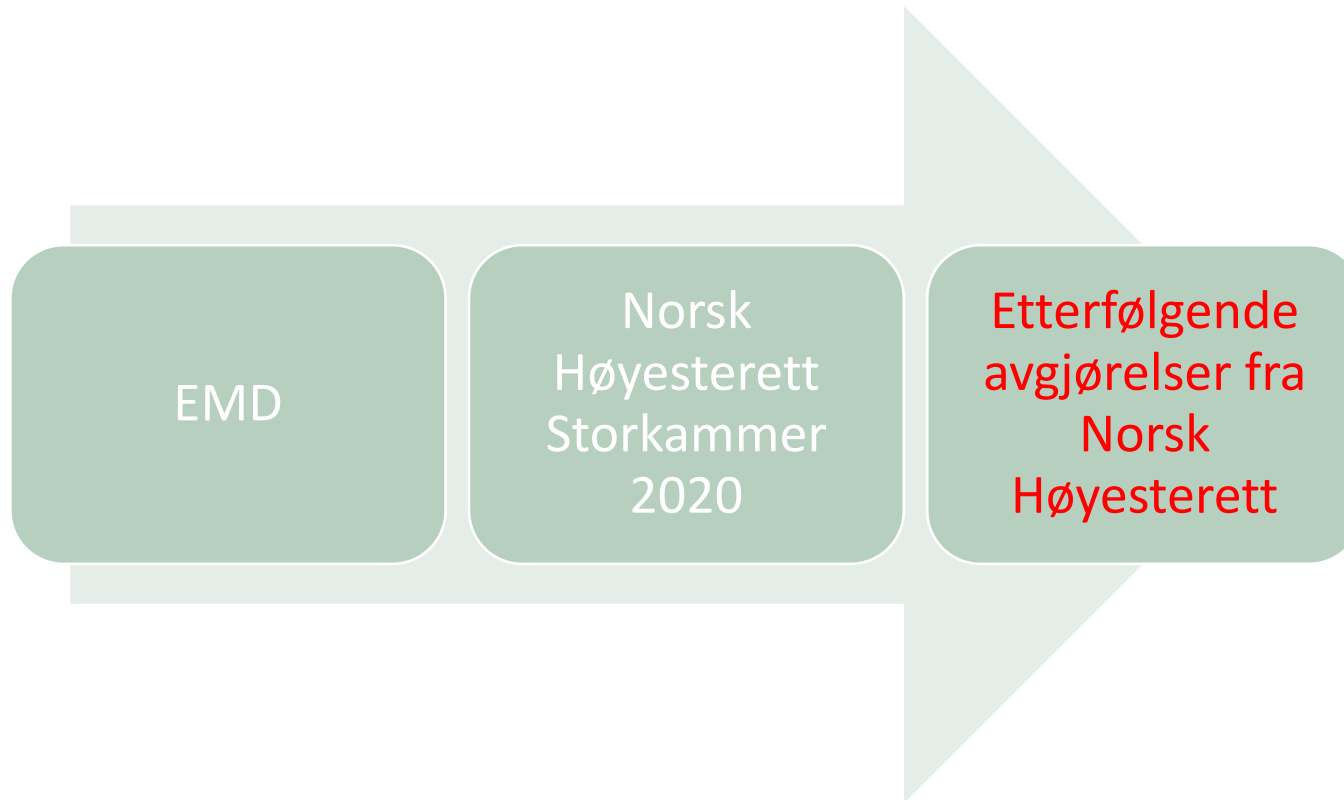 EMD
Norsk
Høyesterett
Storkammer
2020
Etterfølgende
avgjørelser fra
Norsk
Høyesterett